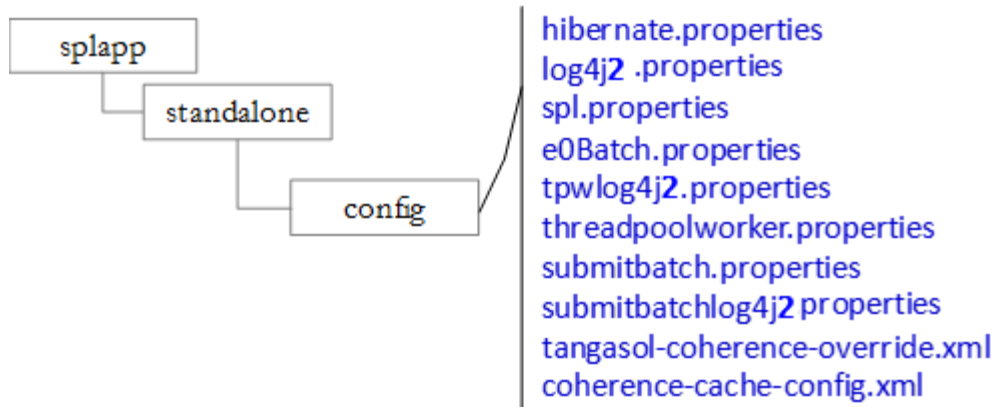 splapp
standalone
config
hibernate.properties
log4j2 .properties
spl.properties
e0Batch.properties
tpwlog4j2.properties
threadpoolworker.properties
submitbatch.properties
submitbatchlog4j2 properties
tangasol-coherence-override.xml
coherence-cache-config.xml